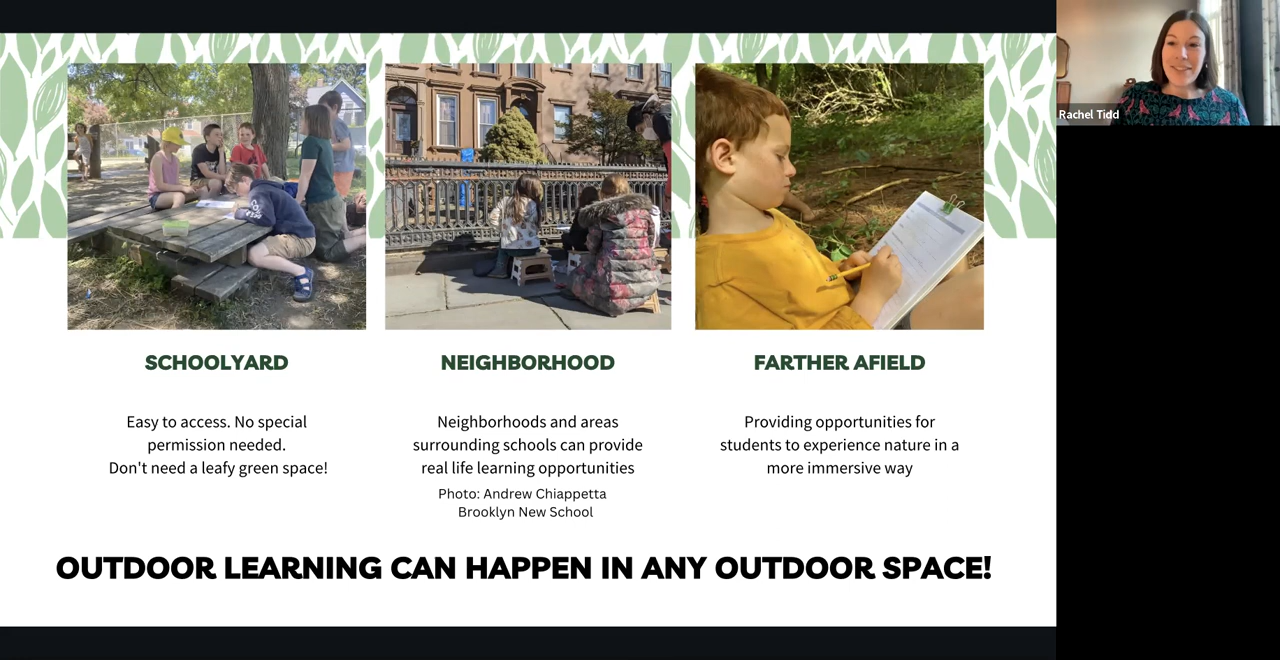 Rachel Tidd
SCHOOLYARD
Easy to access. No special
permission needed.
Don't need a leafy green space!
NEIGHBORHOOD
Neighborhoods and areas
surrounding schools can provide
real life learning opportunities
Photo: Andrew Chiappetta
Brooklyn New School
FARTHER AFIELD
Providing opportunities for
students to experience nature in a
more immersive way
OUTDOOR LEARNING CAN HAPPEN IN ANY OUTDOOR SPACE!